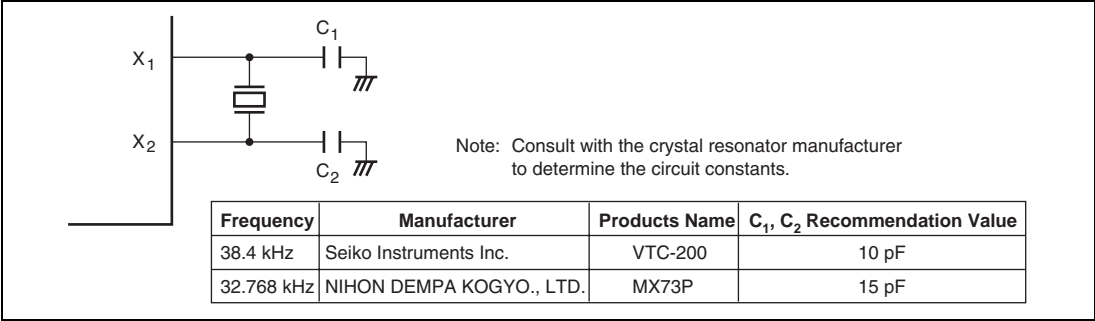 C1
X1
X2
C2
Note: Consult with the crystal resonator manufacturer
to determine the circuit constants.
Frequency Manufacturer Products Name C1, C2 Recommendation Value
38.4 kHz Seiko Instruments Inc. VTC-200 10 pF
32.768 kHz NIHON DEMPA KOGYO., LTD. MX73P 15 pF